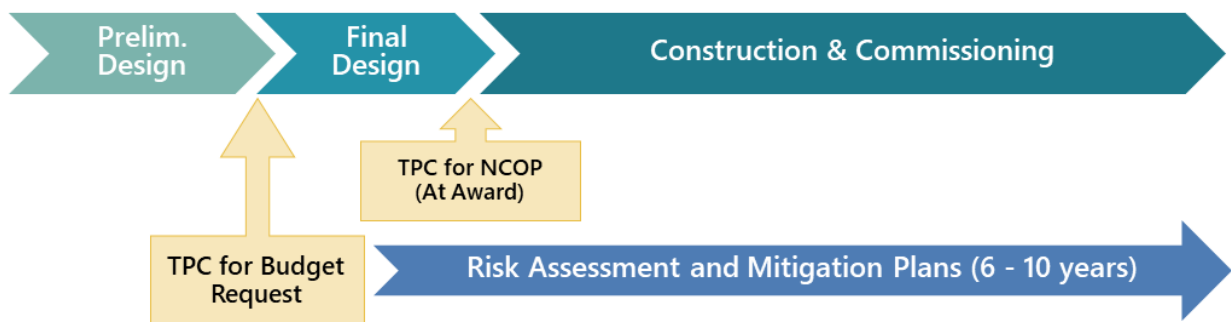 Prelim.
Design
Final
Design
Construction & Commissioning
TPC for NCOP
(At Award)
TPC for Budget
Request
Risk Assessment and Mitigation Plans (6 - 10 years)